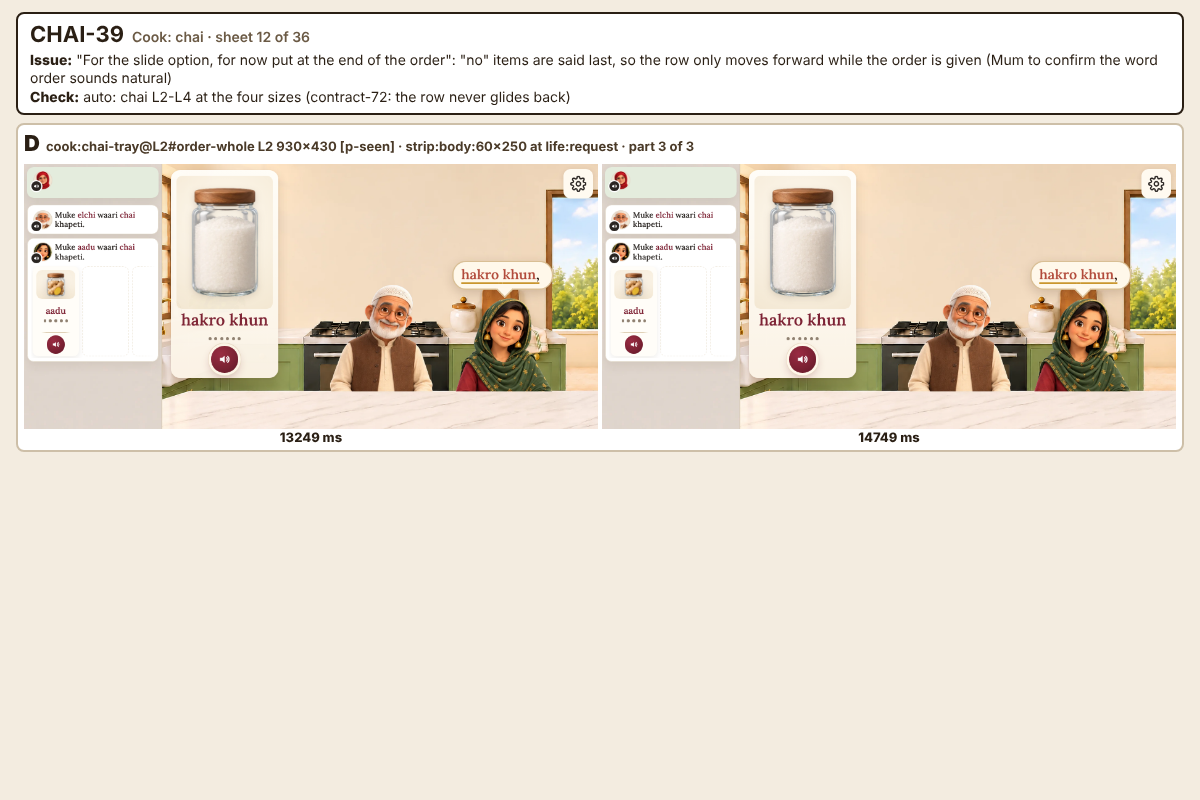 CHAI-39 Cook: chai · sheet 12 of 36
Issue: "For the slide option, for now put at the end of the order": "no" items are said last, so the row only moves forward while the order is given (Mum to confirm the word
order sounds natural)
Check: auto: chai L2-L4 at the four sizes (contract-72: the row never glides back)
D cook:chai-tray@L2#order-whole L2 930×430 [p-seen] · strip:body:60×250 at life:request · part 3 of 3
Muke elchi waari chai
khapeti.
Muke aadu waari chai
khapeti.
aadu
hakro khun
hakro khun,
13249 ms
Muke elchi waari chai
khapeti.
Muke aadu waari chai
khapeti.
aadu
hakro khun
hakro khun,
14749 ms